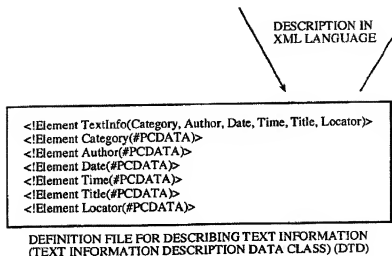 DESCRIPTION IN
XML LANGUAGE
<!Element TextInfo(Category, Author, Date, Time, Title, Locator)>
<!Element Category(#PCDATA)>
<!Element Author(#PCDATA)>
<!Element Date(#PCDATA)>
<!Element Time(#PCDATA)>
<!Element Title(#PCDATA)>
<!Element Locator(#PCDATA)>
DEFINITION FILE FOR DESCRIBING TEXT INFORMATION
(TEXT INFORMATION DESCRIPTION DATA CLASS) (DTD)